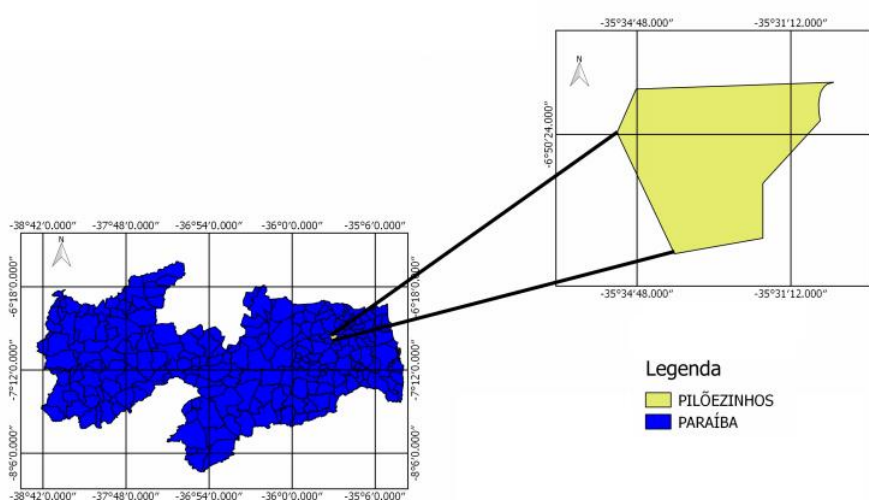 -35°34'48.000" -35°31'12.000"
N
-6°50'24.000"
-35°34'48.000" -35°31'12.000"
-38°42'0.000" -37°48'0.000" -36°54'0.000" -36°0'0.000" -35°6'0.000"
N
-6°18'0.000" -6°18'0.000"
-7°12'0.000" -7°12'0.000"
-8°6'0.000" -8°6'0.000"
-38°42'0.000" -37°48'0.000" -36°54'0.000" -36°0'0.000" -35°6'0.000"
Legenda
PILÕEZINHOS
PARAÍBA